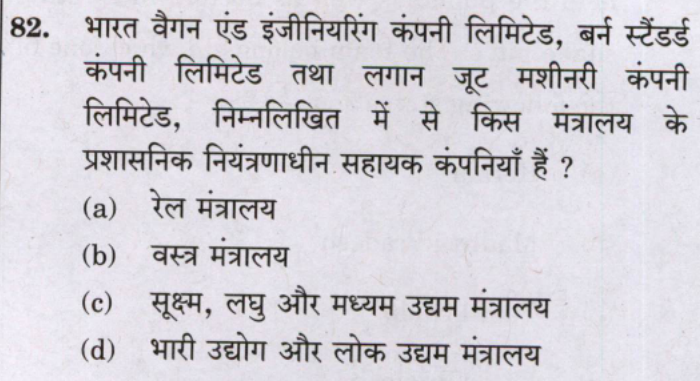 82. भारत वैगन एंड इंजीनियरिंग कंपनी लिमिटेड, बर्न स्टैंडर्ड
कंपनी लिमिटेड तथा लगान जूट मशीनरी कंपनी
लिमिटेड, निम्नलिखित में से किस मत्रालय के
प्रशासनिक नियंत्रणाधीन सहायक कंपनियाँ हैं ?
(a) रेल मंत्रालय
(b) वस्त्र मंत्रालय
(c) सूक्ष्म, लघु और मध्यम उद्यम मंत्रालय
(d) भारी उद्योग और लोक उद्यम मंत्रालय